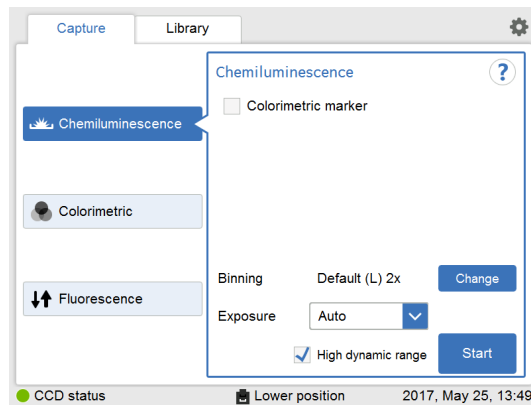 Capture
Library
Chemiluminescence
Colorimetric
Fluorescence
Chemiluminescence
?
Colorimetric marker
Binning Default (L) 2x Change
Exposure Auto
High dynamic range Start
CCD status Lower position 2017, May 25, 13:49